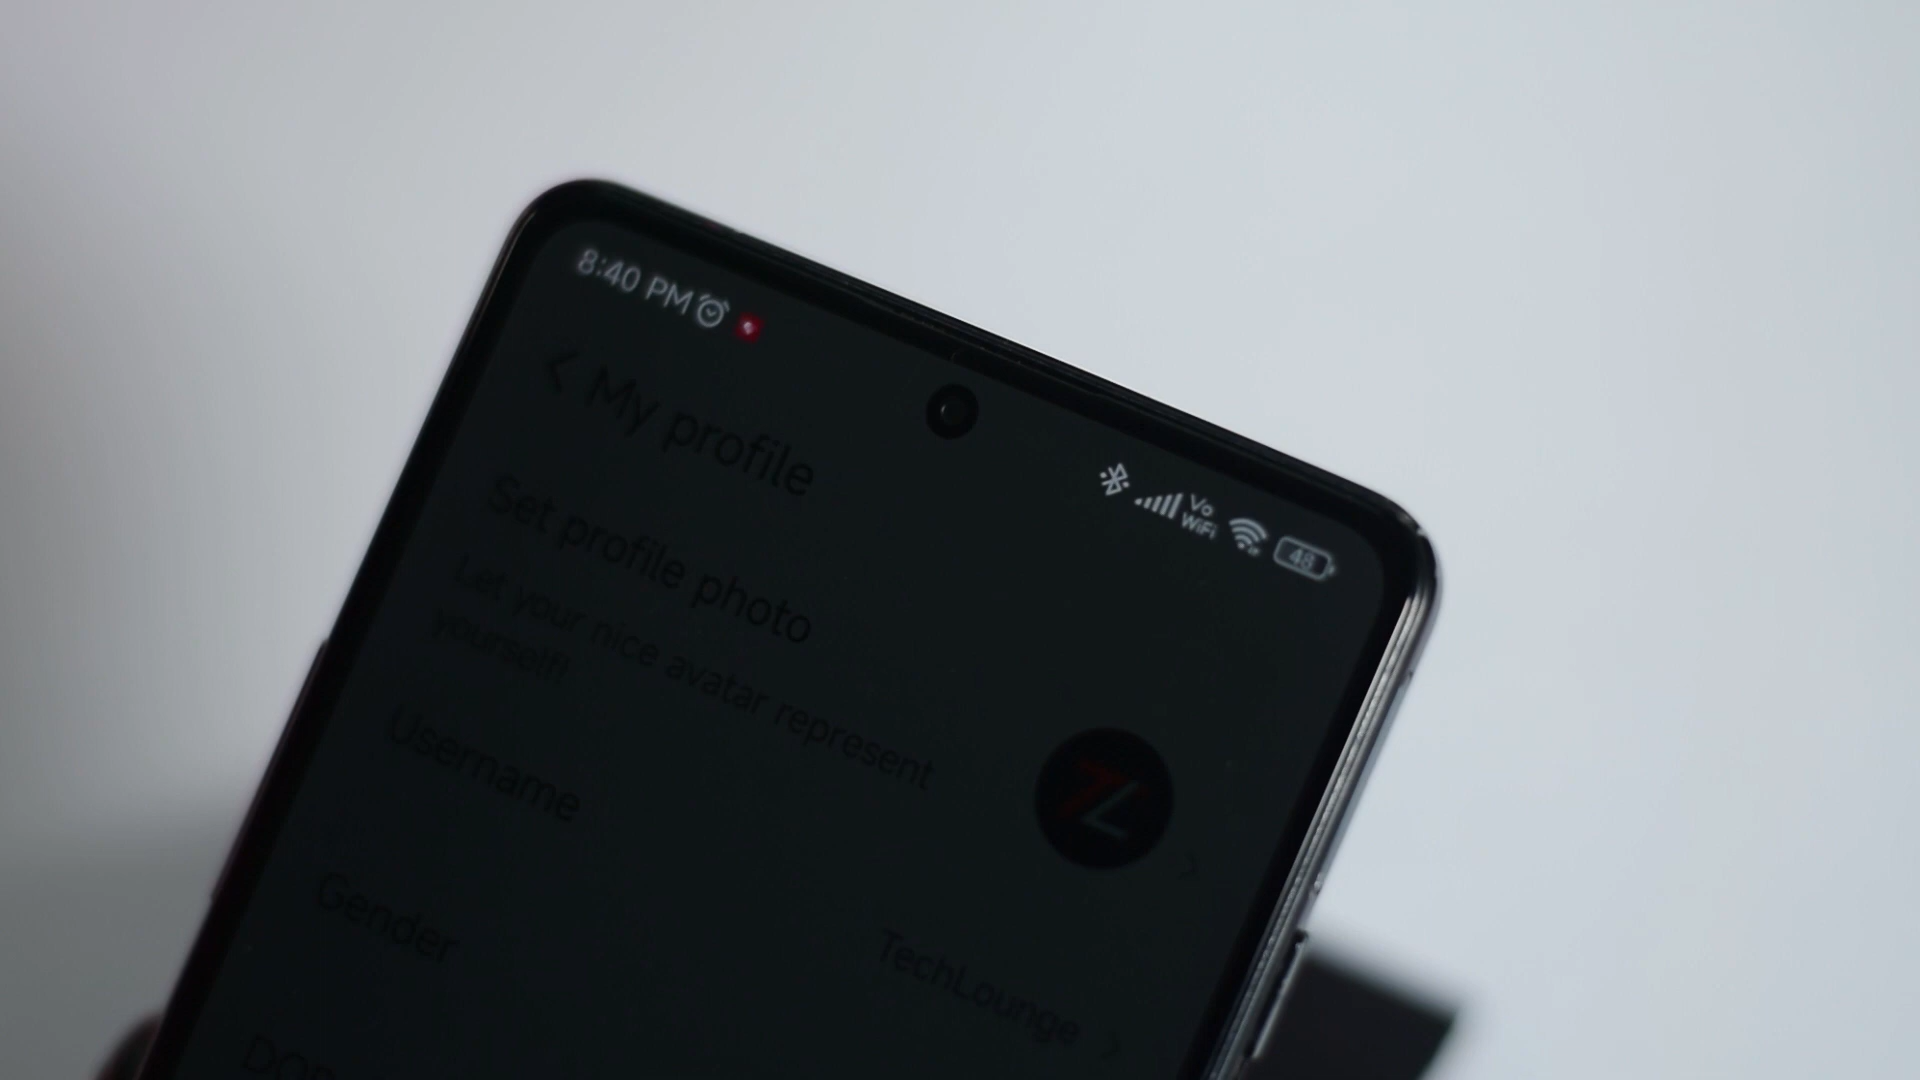 8:40 PM
Vo
WiFi
48
My profile
Set profile photo
Let your nice avatar represent
yourself!
Username
TechLounge
Gender